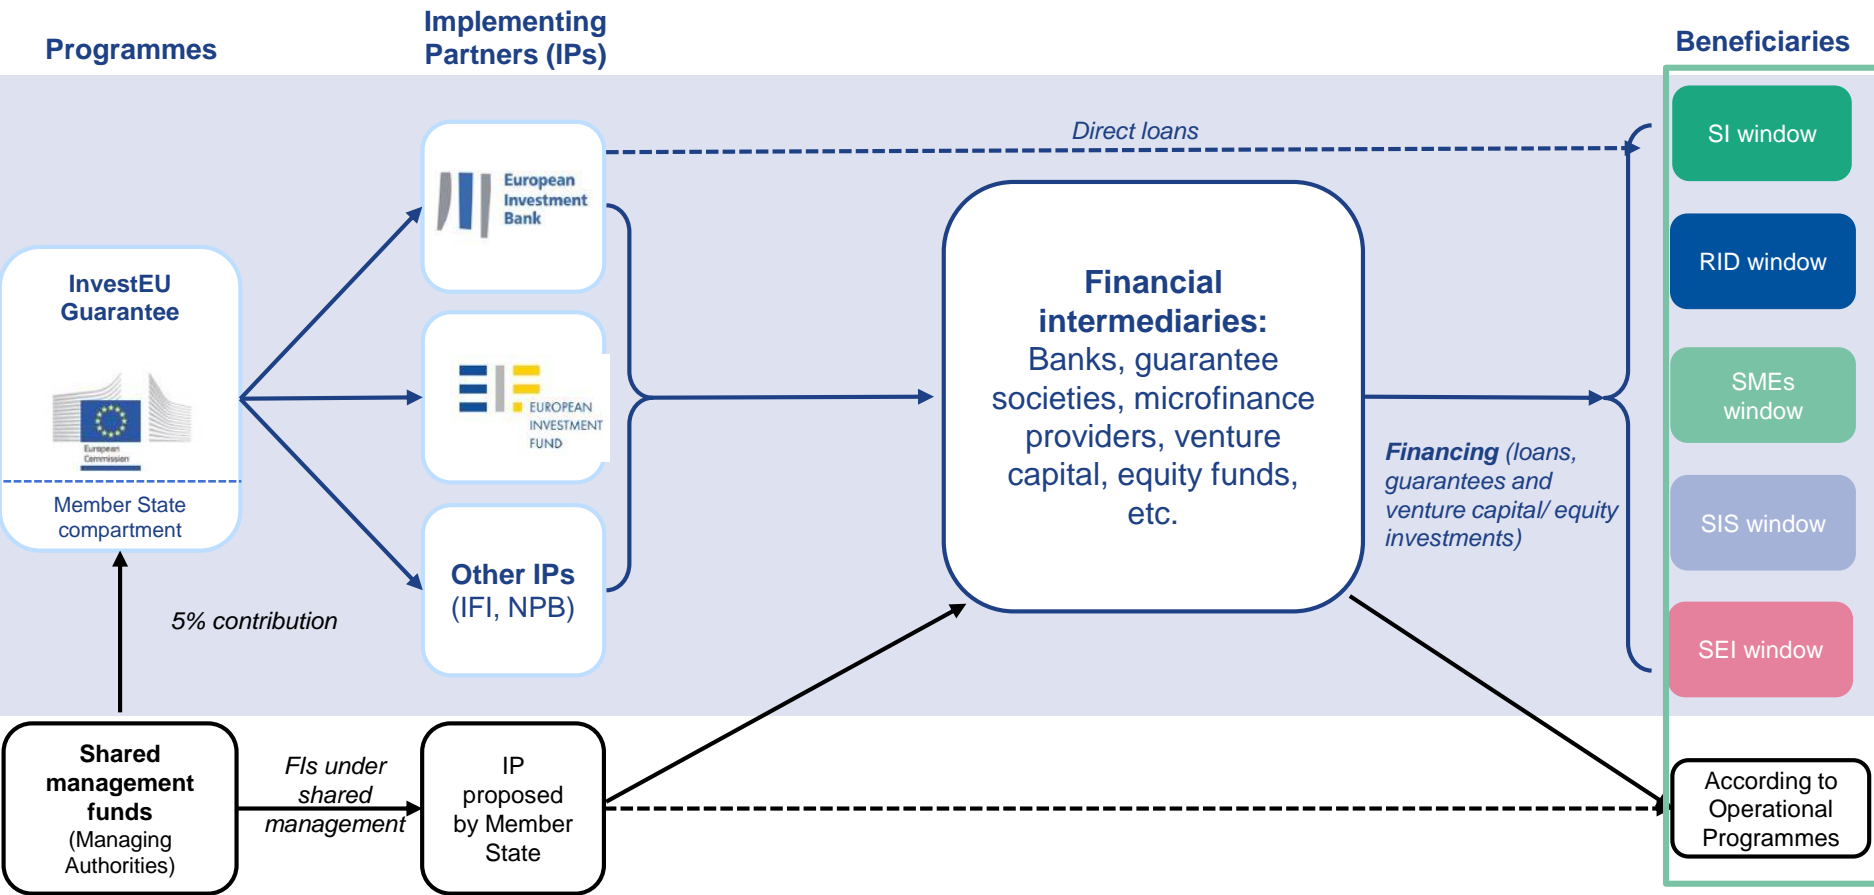 Programmes
Implementing
Partners (IPs)
Beneficiaries
Direct loans
SI window
European
Investment
Bank
RID window
InvestEU
Guarantee
European
Commission
Member State
compartment
EUROPEAN
INVESTMENT
FUND
Financial
intermediaries:
Banks, guarantee
societies, microfinance
providers, venture
capital, equity funds,
etc.
SMEs
window
Financing (loans,
guarantees and
venture capital/ equity
investments)
SIS window
Other IPs
(IFI, NPB)
5% contribution
SEI window
Shared
management
funds
(Managing
Authorities)
FIs under
shared
management
IP
proposed
by Member
State
According to
Operational
Programmes